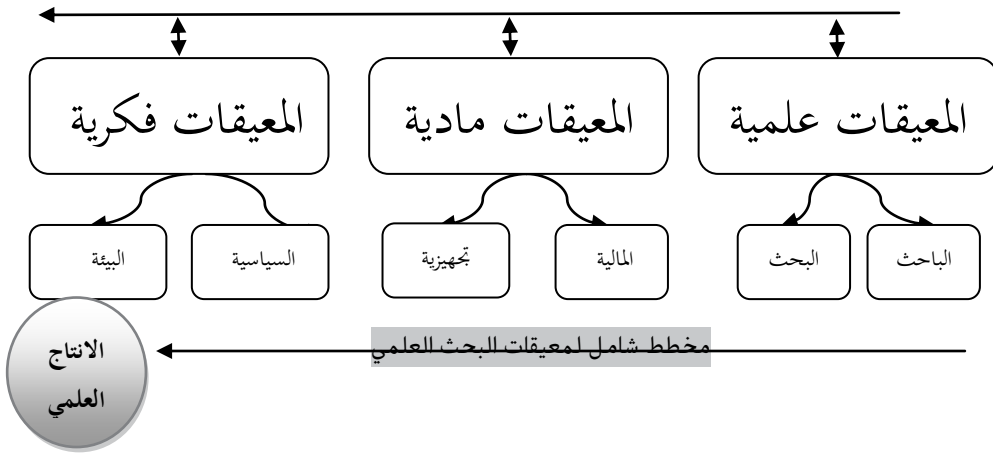 المعيقات علمية
المعيقات مادية
المعيقات فكرية
الباحث
البحث
المالية
تجهيزية
السياسية
البيئة
مخطط شامل لمعيقات البحث العلمي
الانتاج
العلمي